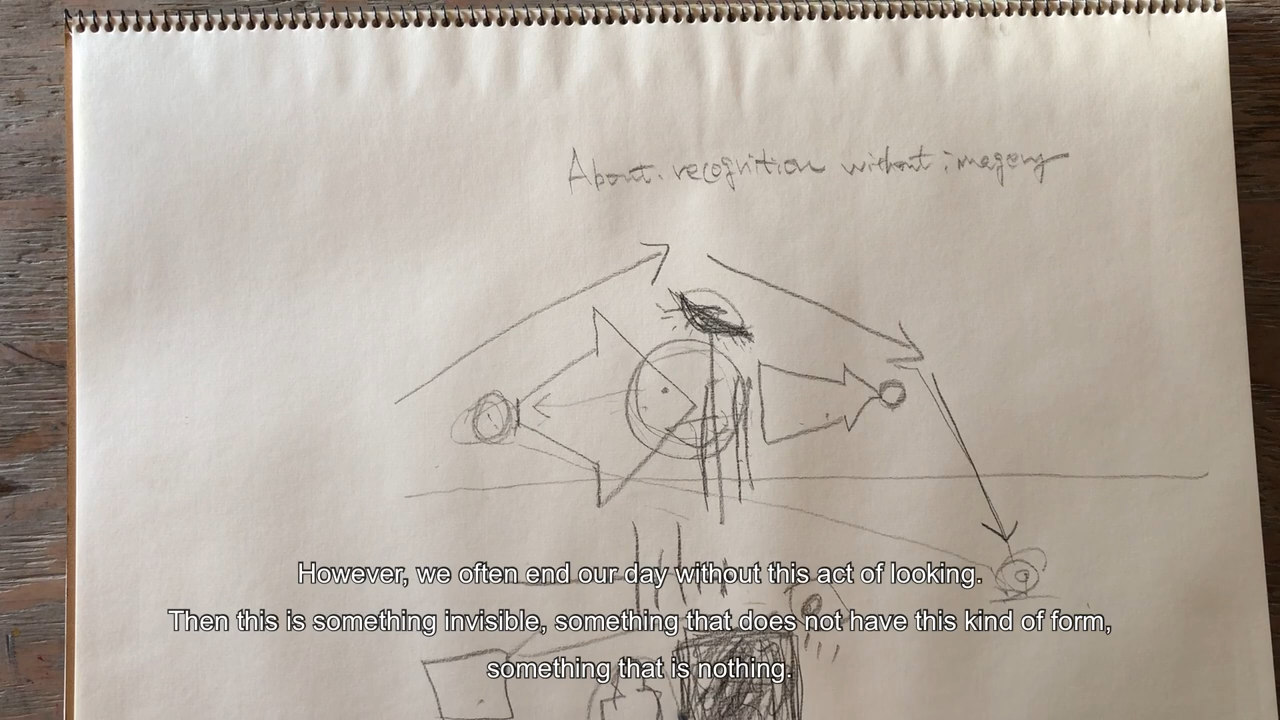 About. recognition without imagery
However, we often end our day without this act of looking.
Then this is something invisible, something that does not have this kind of form,
something that is nothing.